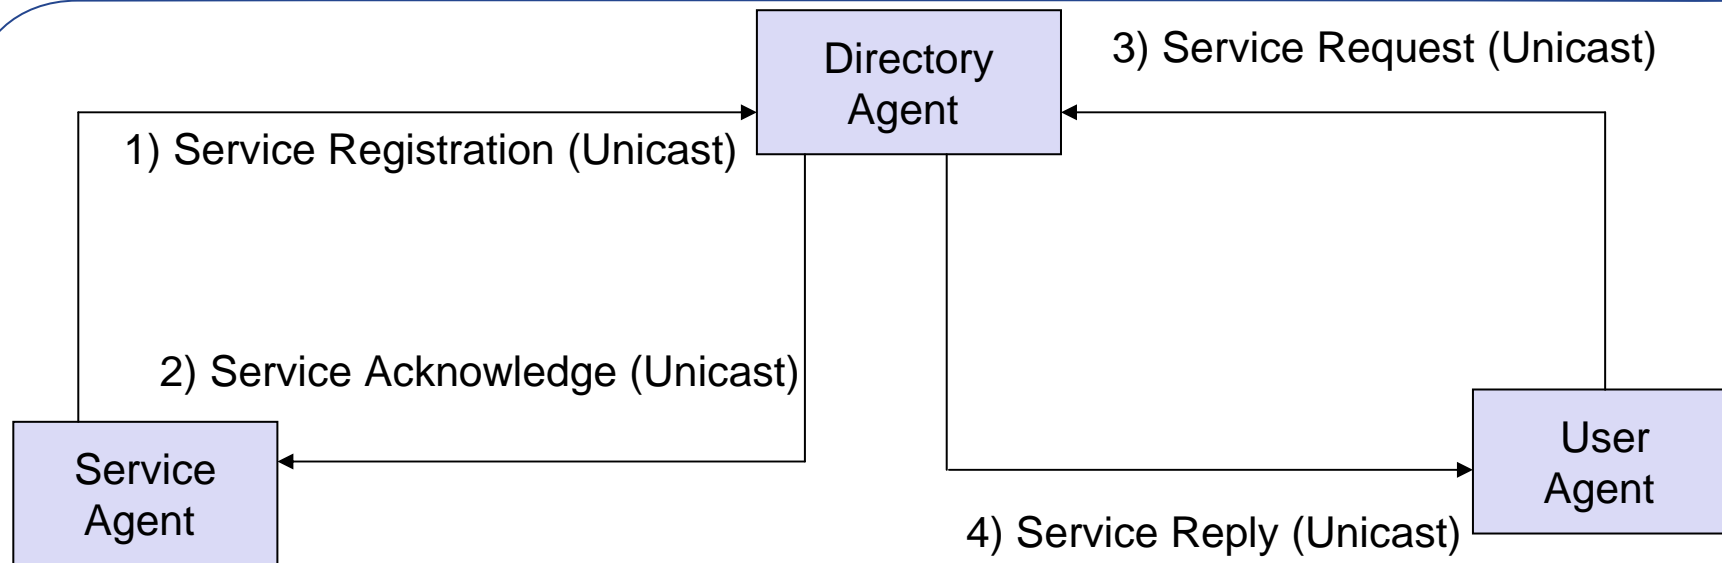 Directory
Agent
3) Service Request (Unicast)
1) Service Registration (Unicast)
2) Service Acknowledge (Unicast)
Service
Agent
User
Agent
4) Service Reply (Unicast)